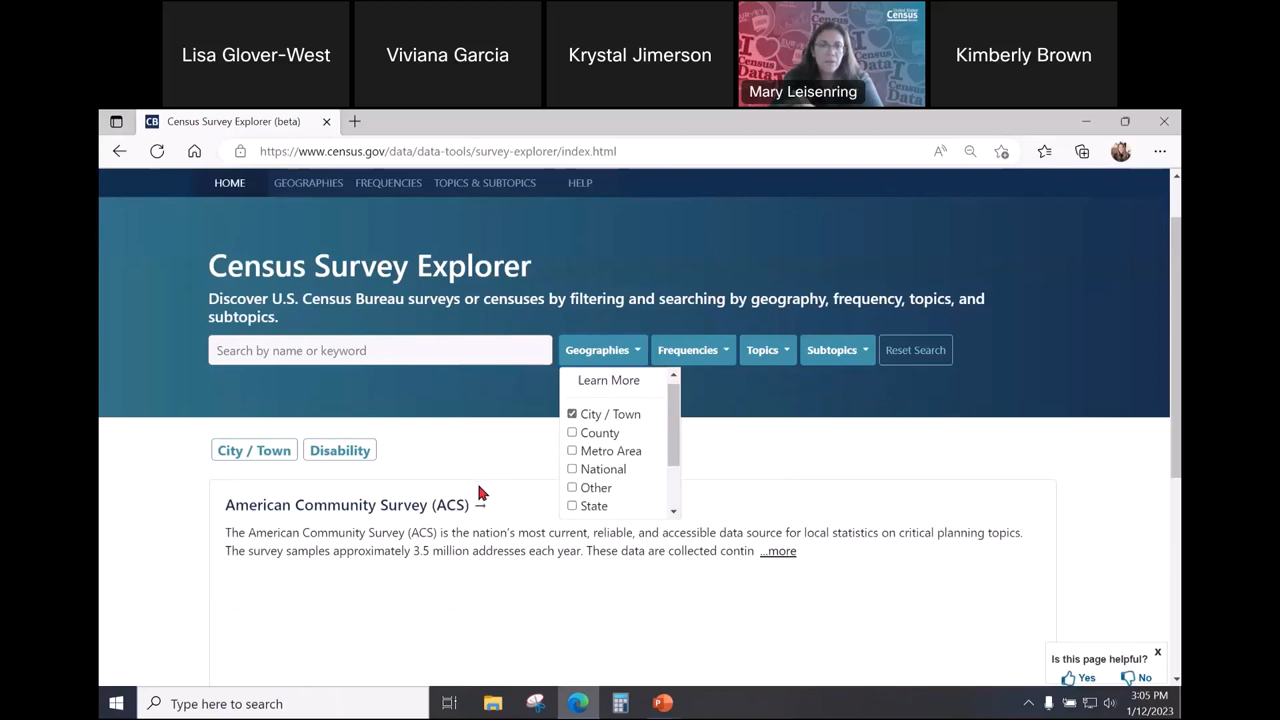 Lisa Glover-West
Viviana Garcia
Krystal Jimerson
United States
Census
Mary Leisenring
Kimberly Brown
CB Census Survey Explorer (beta)
https://www.census.gov/data/data-tools/survey-explorer/index.html
HOME GEOGRAPHIES FREQUENCIES TOPICS & SUBTOPICS HELP
Census Survey Explorer
Discover U.S. Census Bureau surveys or censuses by filtering and searching by geography, frequency, topics, and
subtopics.
Search by name or keyword Geographies Frequencies Topics Subtopics Reset Search
Learn More
City / Town
County
Metro Area
National
Other
State
City / Town Disability
American Community Survey (ACS) →
The American Community Survey (ACS) is the nation's most current, reliable, and accessible data source for local statistics on critical planning topics.
The survey samples approximately 3.5 million addresses each year. These data are collected contin ...more
Is this page helpful? X
Yes No
Type here to search
3:05 PM
1/12/2023